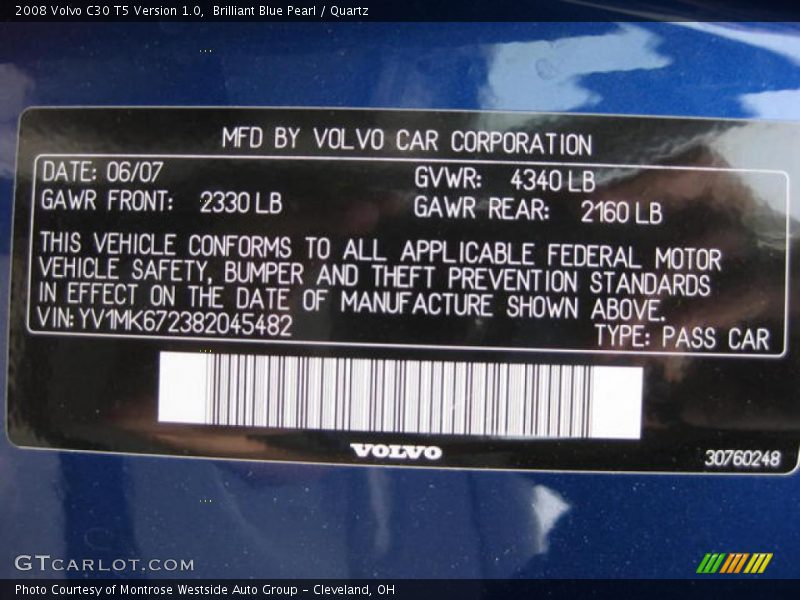 2008 Volvo C30 T5 Version 1.0,  Brilliant Blue Pearl / Quartz
MFD BY VOLVO CAR CORPORATION
DATE: 06/07 GVWR: 4340 LB
GAWR FRONT: 2330 LB GAWR REAR: 2160 LB
THIS VEHICLE CONFORMS TO ALL APPLICABLE FEDERAL MOTOR
VEHICLE SAFETY, BUMPER AND THEFT PREVENTION STANDARDS
IN EFFECT ON THE DATE OF MANUFACTURE SHOWN ABOVE.
VIN: YV1MK672382045482 TYPE: PASS CAR
VOLVO
30760248
GTCARLOT.COM
Photo Courtesy of Montrose Westside Auto Group - Cleveland, OH